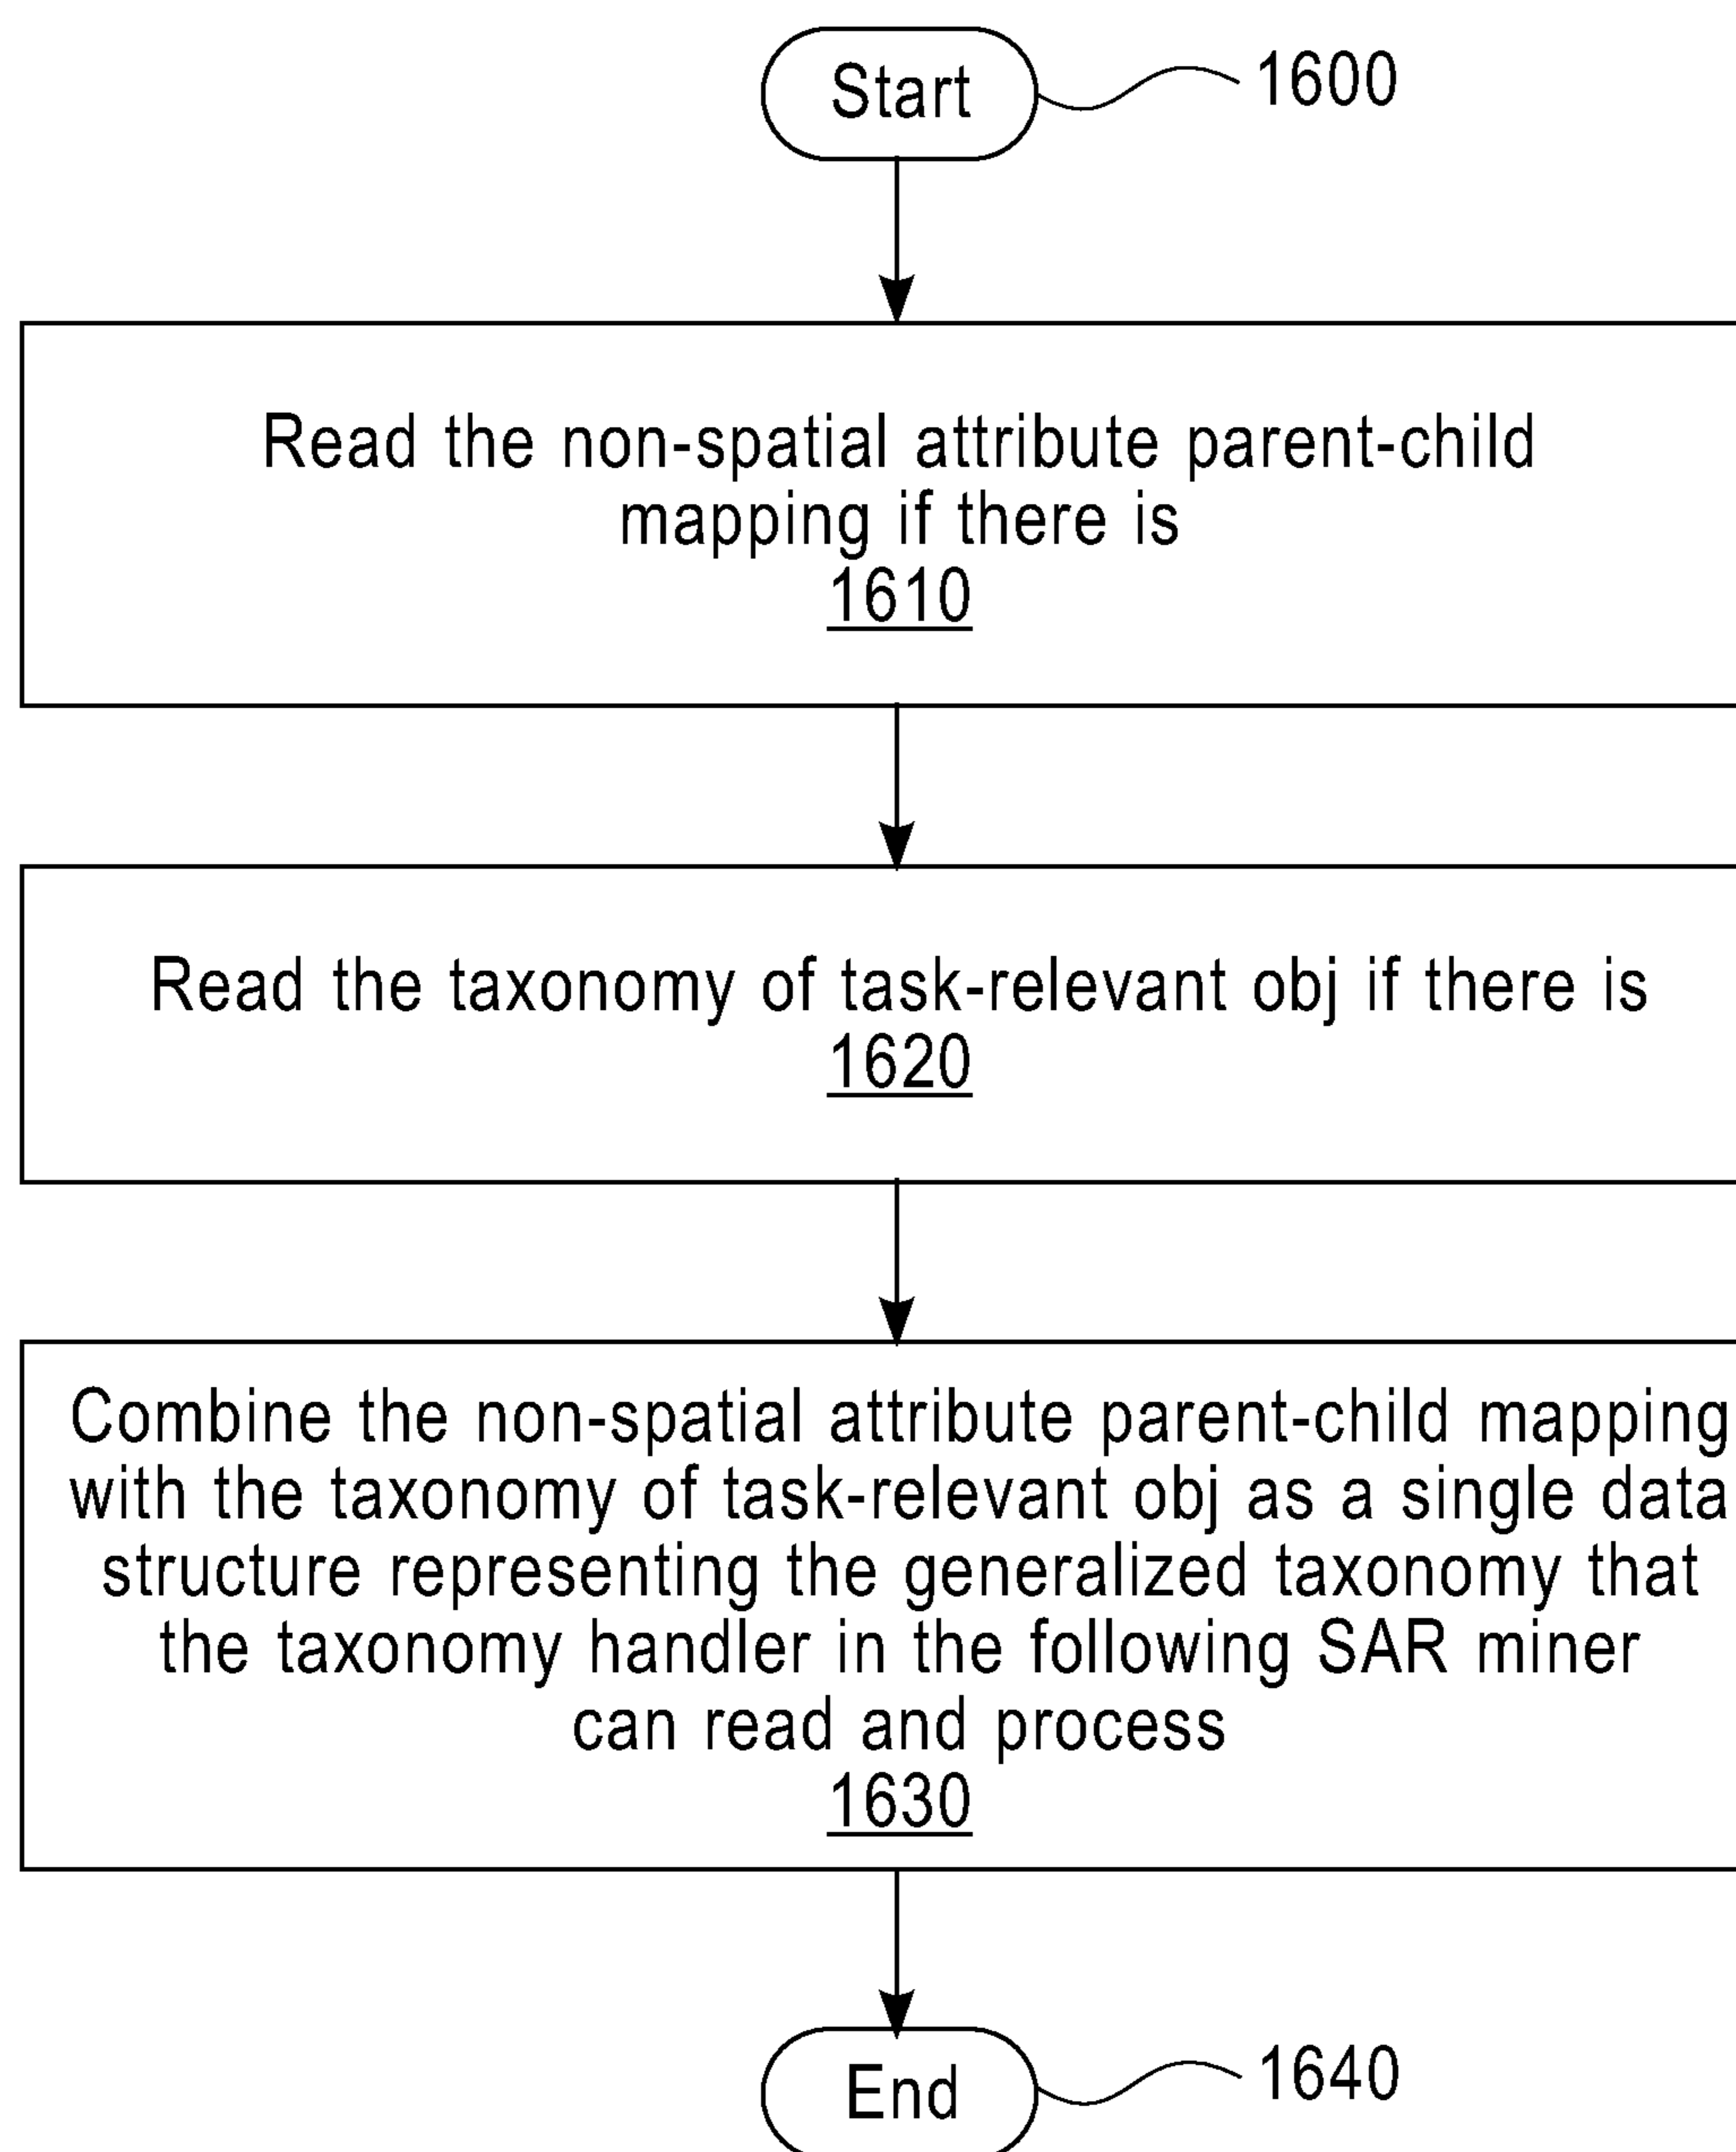 Start
1600
Read the non-spatial attribute parent-child
mapping if there is
1610
Read the taxonomy of task-relevant obj if there is
1620
Combine the non-spatial attribute parent-child mapping
with the taxonomy of task-relevant obj as a single data
structure representing the generalized taxonomy that
the taxonomy handler in the following SAR miner
can read and process
1630
End
1640